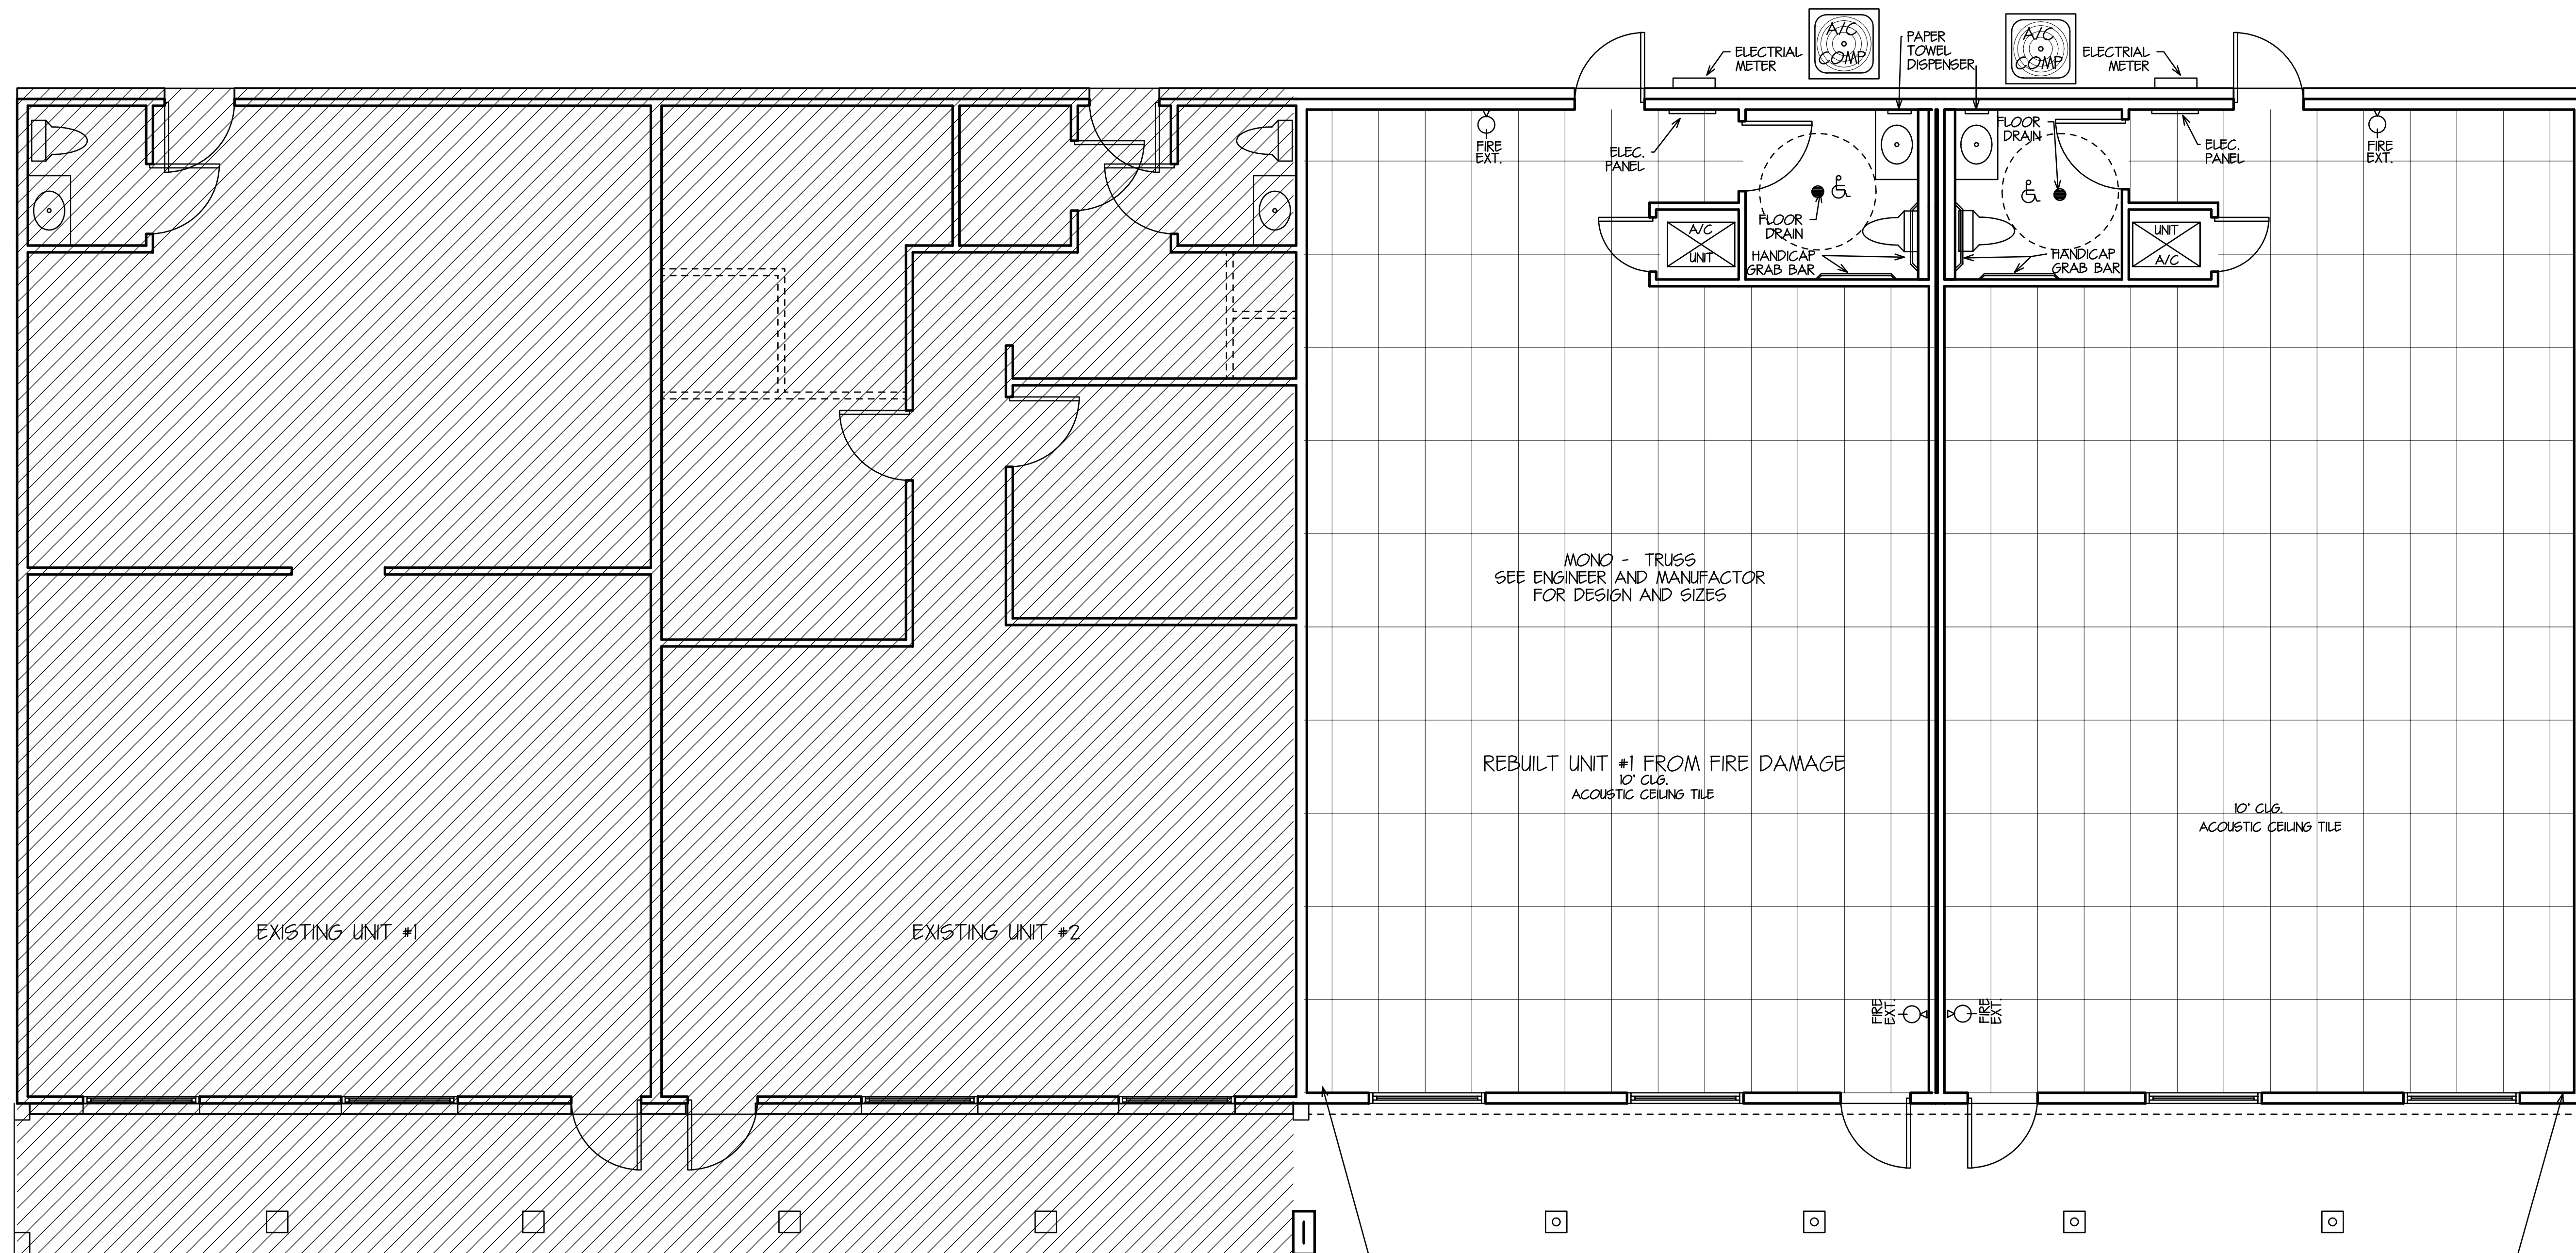 ELECTRIAL
METER
A/C
COMP
PAPER
TOWEL
DISPENSER
A/C
COMP
ELECTRIAL
METER
FIRE
EXT.
ELEC.
PANEL
FLOOR
DRAIN
ELEC.
PANEL
FIRE
EXT.
FLOOR
DRAIN
A/C
UNIT
HANDICAP
GRAB BAR
HANDICAP
GRAB BAR
UNIT
A/C
MONO - TRUSS
SEE ENGINEER AND MANUFACTOR
FOR DESIGN AND SIZES
REBUILT UNIT #1 FROM FIRE DAMAGE
10' CLG.
ACOUSTIC CEILING TILE
10' CLG.
ACOUSTIC CEILING TILE
EXISTING UNIT #1
EXISTING UNIT #2
FIRE
EXT.
FIRE
EXT.